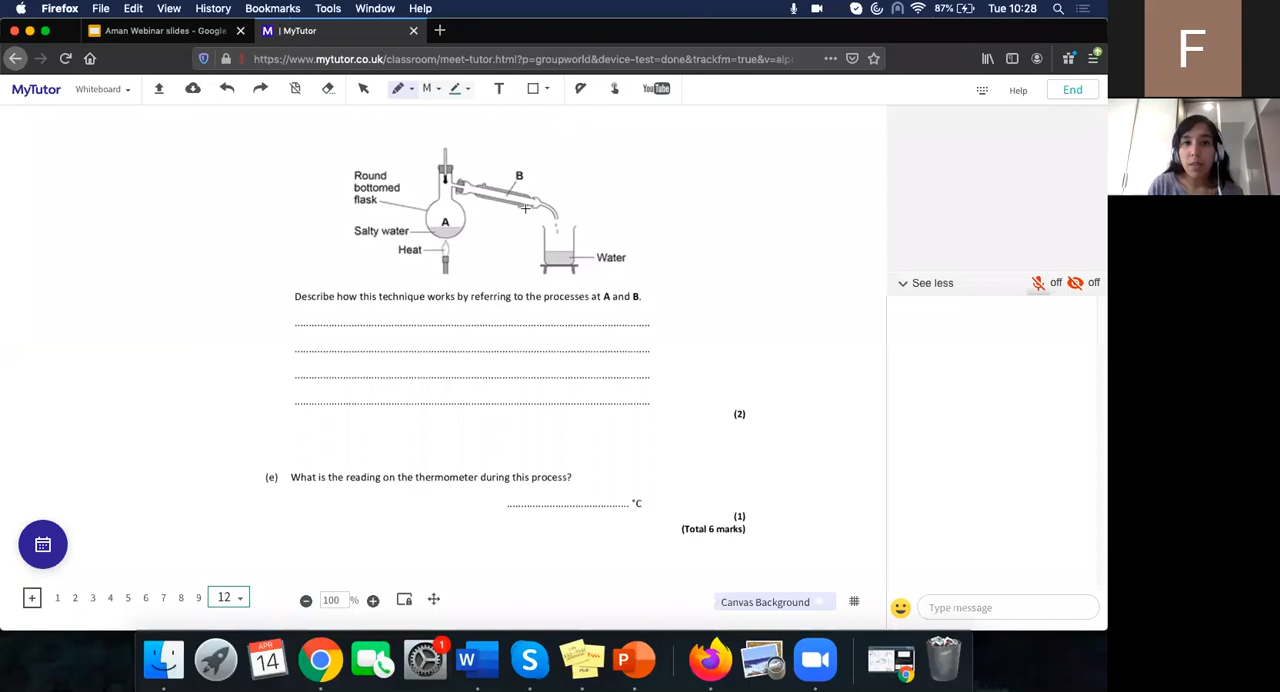 Firefox File Edit View History Bookmarks Tools Window Help
87% Tue 10:28
Aman Webinar slides - Google
M | MyTutor
https://www.mytutor.co.uk/classroom/meet-tutor.html?p=groupworld&device-test=done&trackfm=true&v=alp
MyTutor Whiteboard
M
T
YouTube
Help
End
F
Round
bottomed
flask
B
A
Salty water
Heat
Water
Describe how this technique works by referring to the processes at A and B.
(2)
(e) What is the reading on the thermometer during this process?
°C
(1)
(Total 6 marks)
See less
off
off
+ 1 2 3 4 5 6 7 8 9 12
100 %
Canvas Background
Type message
APR
14
1
W
S
P